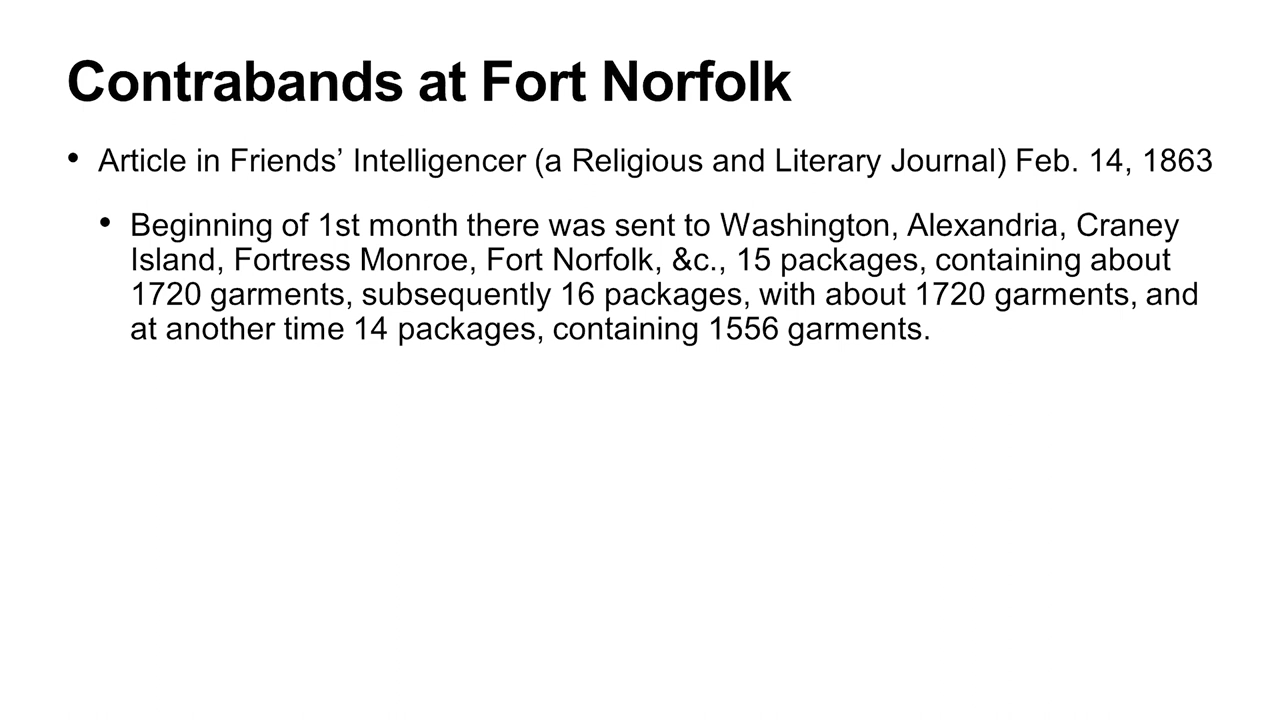 Contrabands at Fort Norfolk
• Article in Friends’ Intelligencer (a Religious and Literary Journal) Feb. 14, 1863
• Beginning of 1st month there was sent to Washington, Alexandria, Craney
Island, Fortress Monroe, Fort Norfolk, &c., 15 packages, containing about
1720 garments, subsequently 16 packages, with about 1720 garments, and
at another time 14 packages, containing 1556 garments.